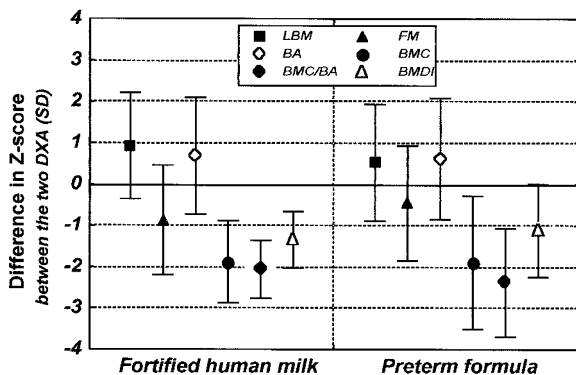 4
3
2
1
0
-1
-2
-3
-4
Difference in Z-score
between the two DXA (SD)
LBM FM
BA BMC
BMC/BA BMDI
Fortified human milk Preterm formula